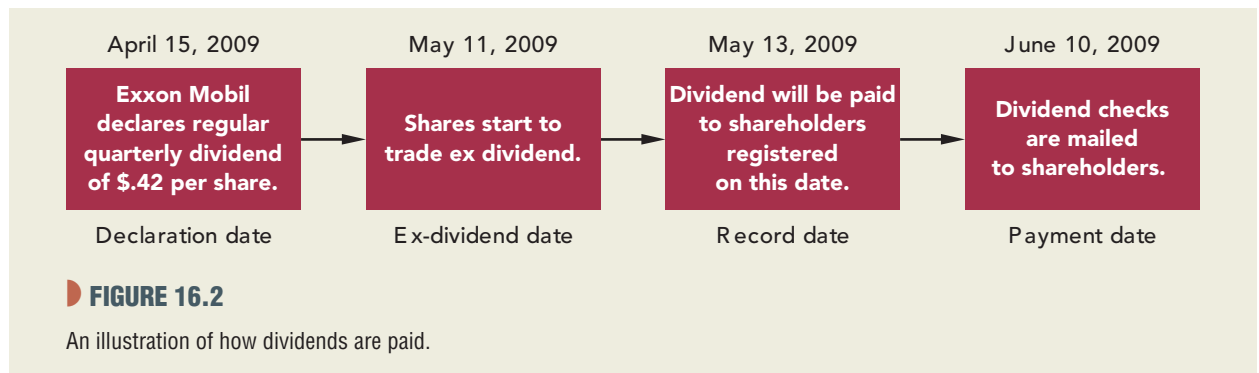 April 15, 2009
May 11, 2009
May 13, 2009
June 10, 2009
Exxon Mobil
declares regular
quarterly dividend
of $.42 per share.
Shares start to
trade ex dividend.
Dividend will be paid
to shareholders
registered
on this date.
Dividend checks
are mailed
to shareholders.
Declaration date
Ex-dividend date
Record date
Payment date
FIGURE 16.2
An illustration of how dividends are paid.